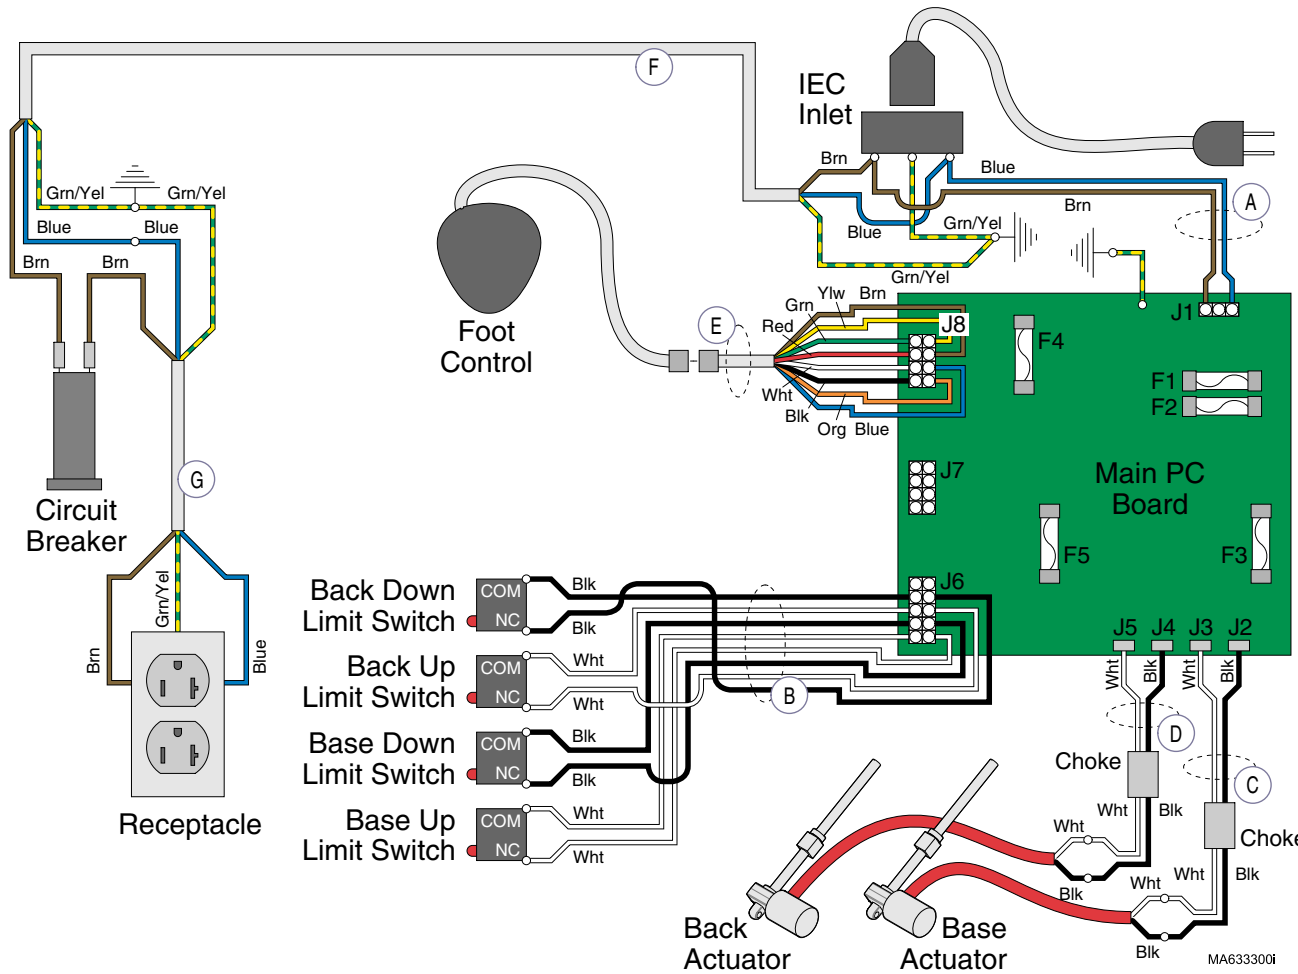 F
IEC
Inlet
Brn
Blue
Grn/Yel
Grn/Yel
Blue
Blue
Brn
Brn
Blue
Grn/Yel
Brn
A
Grn/Yel
Foot
Control
E
Grn
Ylw
Brn
Red
Wht
Blk
Org
Blue
J8
J1
F4
F1
F2
J7
Main PC
Board
F5
F3
J6
J5
J4
J3
J2
Circuit
Breaker
G
Grn/Yel
Brn
Blue
Receptacle
Back Down
Limit Switch
COM
NC
Blk
Blk
Back Up
Limit Switch
COM
NC
Wht
Wht
Base Down
Limit Switch
COM
NC
Blk
Blk
Base Up
Limit Switch
COM
NC
Wht
Wht
B
Wht
Blk
Wht
Blk
D
C
Choke
Wht
Blk
Choke
Wht
Blk
Wht
Blk
Wht
Blk
Back
Actuator
Base
Actuator
MA633300i